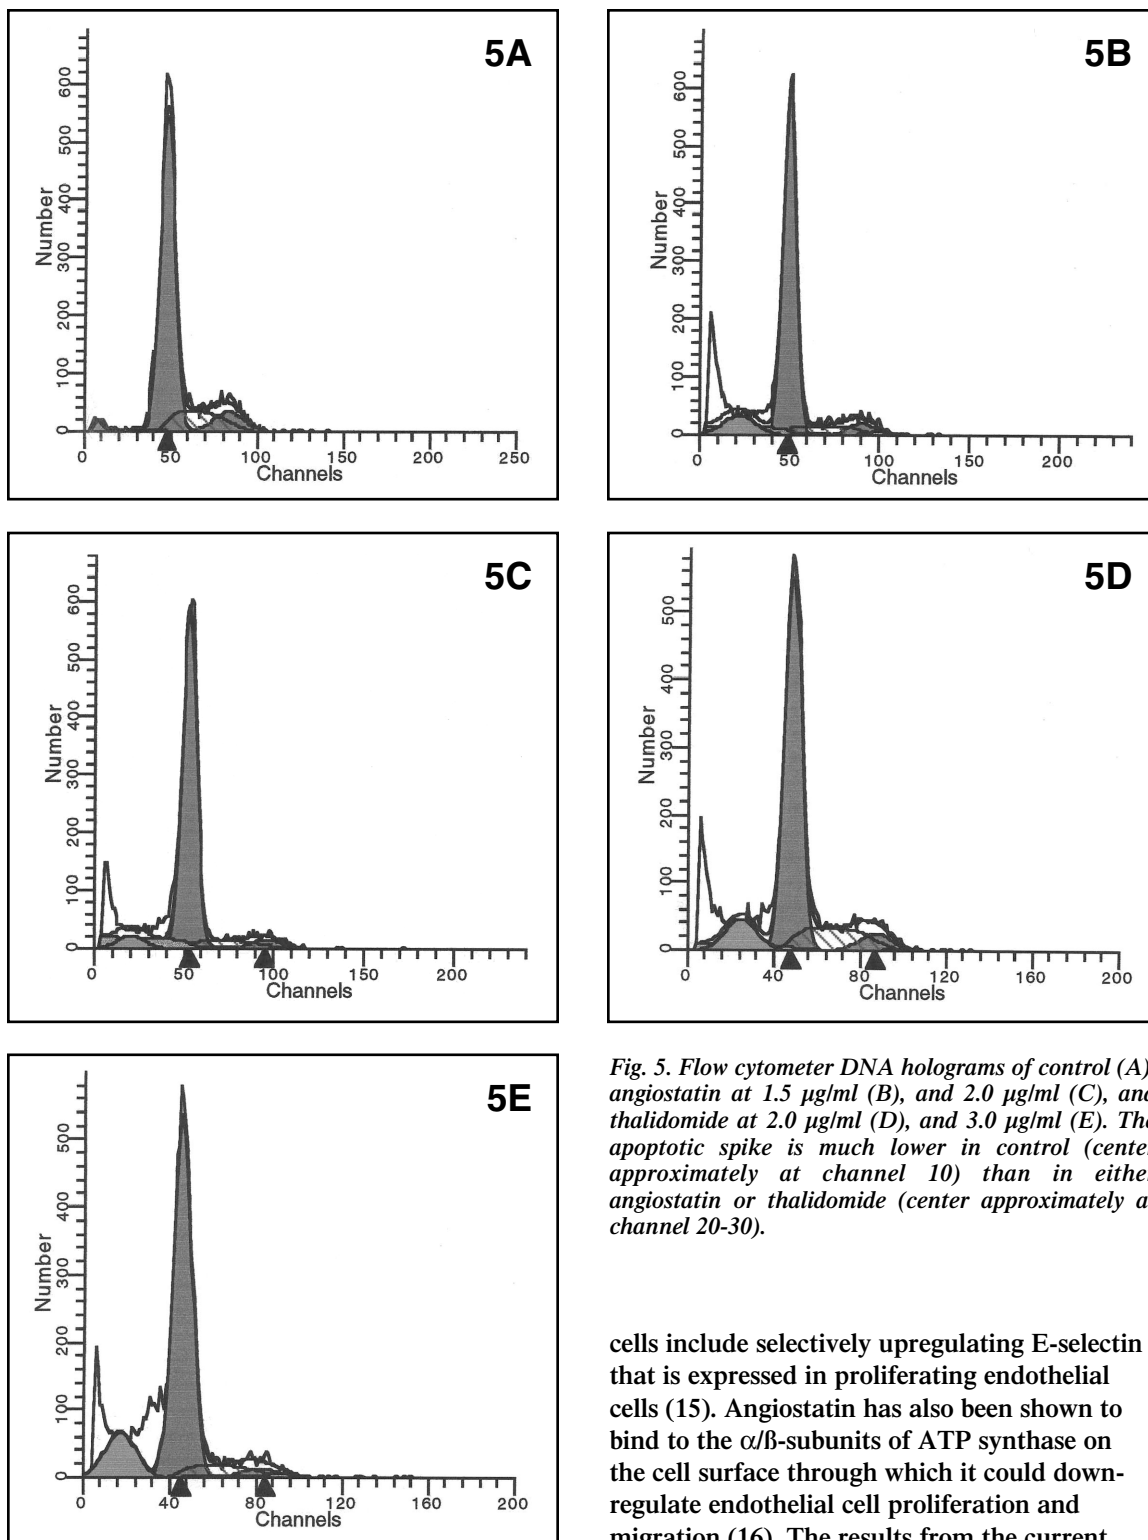 5A
600
500
400
300
200
100
0
Number
0 50 100 150 200 250
Channels
5B
600
500
400
300
200
100
0
Number
0 50 100 150 200
Channels
5C
600
500
400
300
200
100
0
Number
0 50 100 150 200
Channels
5D
500
400
300
200
100
0
Number
0 40 80 120 160 200
Channels
5E
500
400
300
200
100
0
Number
0 40 80 120 160 200
Channels
Fig. 5. Flow cytometer DNA holograms of control (A)
angiostatin at 1.5 µg/ml (B), and 2.0 µg/ml (C), and
thalidomide at 2.0 µg/ml (D), and 3.0 µg/ml (E). The
apoptotic spike is much lower in control (center
approximately at channel 10) than in either
angiostatin or thalidomide (center approximately at
channel 20-30).
cells include selectively upregulating E-selectin
that is expressed in proliferating endothelial
cells (15). Angiostatin has also been shown to
bind to the α/ß-subunits of ATP synthase on
the cell surface through which it could down-
regulate endothelial cell proliferation and
migration (16). The results from the current